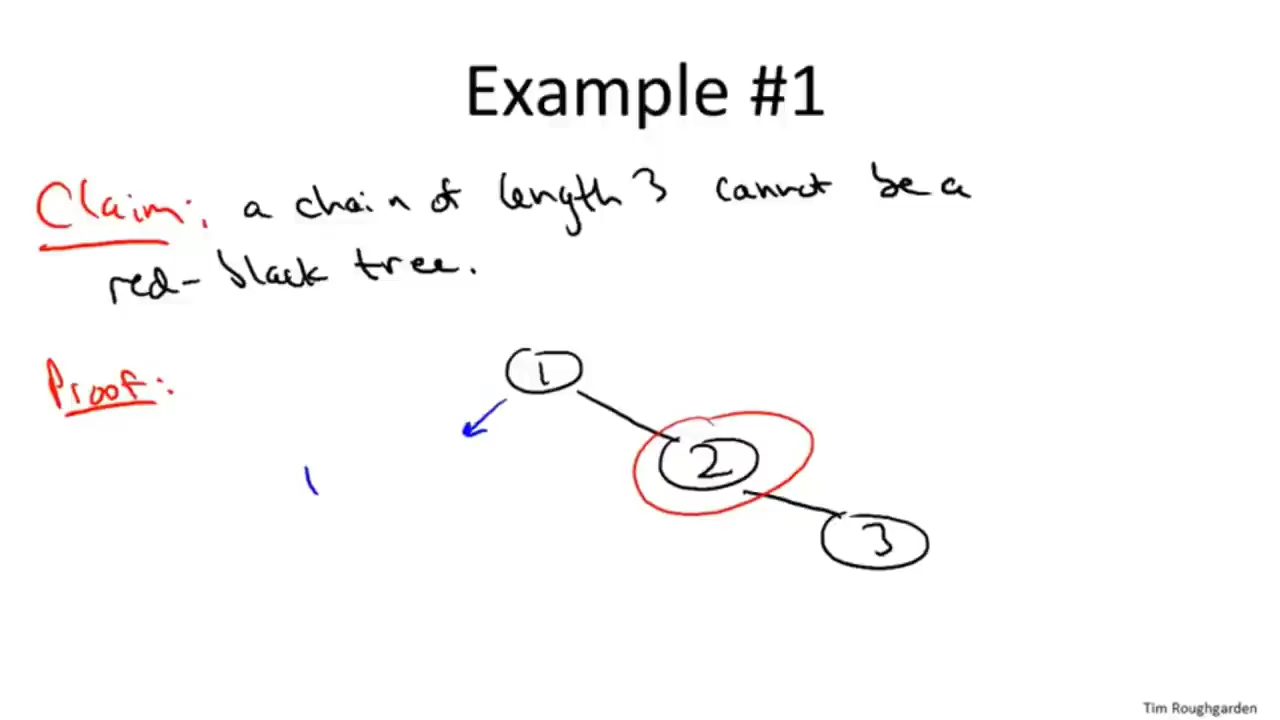 Example #1
Claim: a chain of length 3 cannot be a
red-black tree.
Proof:
1
2
3
Tim Roughgarden